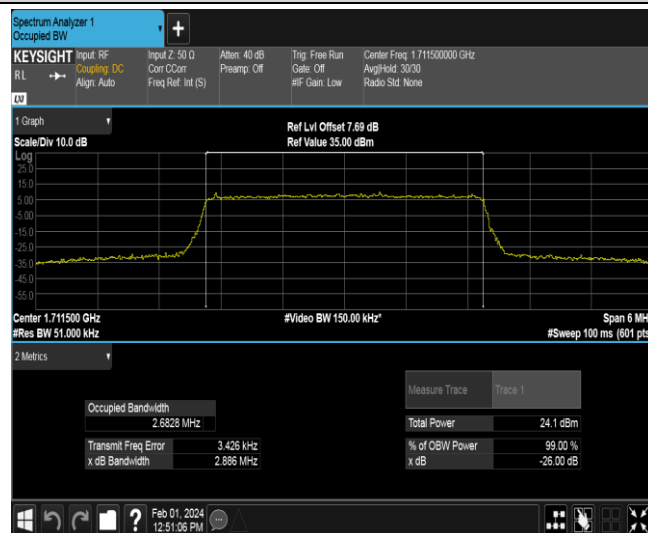 Spectrum Analyzer 1
Occupied BW
KEYSIGHT
Input: RF
Coupling: DC
Align: Auto
Input Z: 50 Ω
Corr CCorr
Freq Ref: Int (S)
Atten: 40 dB
Preamp: Off
Trig: Free Run
Gate: Off
#IF Gain: Low
Center Freq: 1.711500000 GHz
Avg|Hold: 30/30
Radio Std: None
R L
LXI
1 Graph
Scale/Div 10.0 dB
Ref Lvl Offset 7.69 dB
Ref Value 35.00 dBm
Log
25.0
15.0
5.00
-5.00
-15.0
-25.0
-35.0
-45.0
-55.0
Center 1.711500 GHz
#Video BW 150.00 kHz*
Span 6 MH
#Res BW 51.000 kHz
#Sweep 100 ms (601 pts
2 Metrics
Measure Trace
Trace 1
Occupied Bandwidth
2.6828 MHz
Total Power
24.1 dBm
Transmit Freq Error
3.426 kHz
% of OBW Power
99.00 %
x dB Bandwidth
2.886 MHz
x dB
-26.00 dB
?
Feb 01, 2024
12:51:06 PM